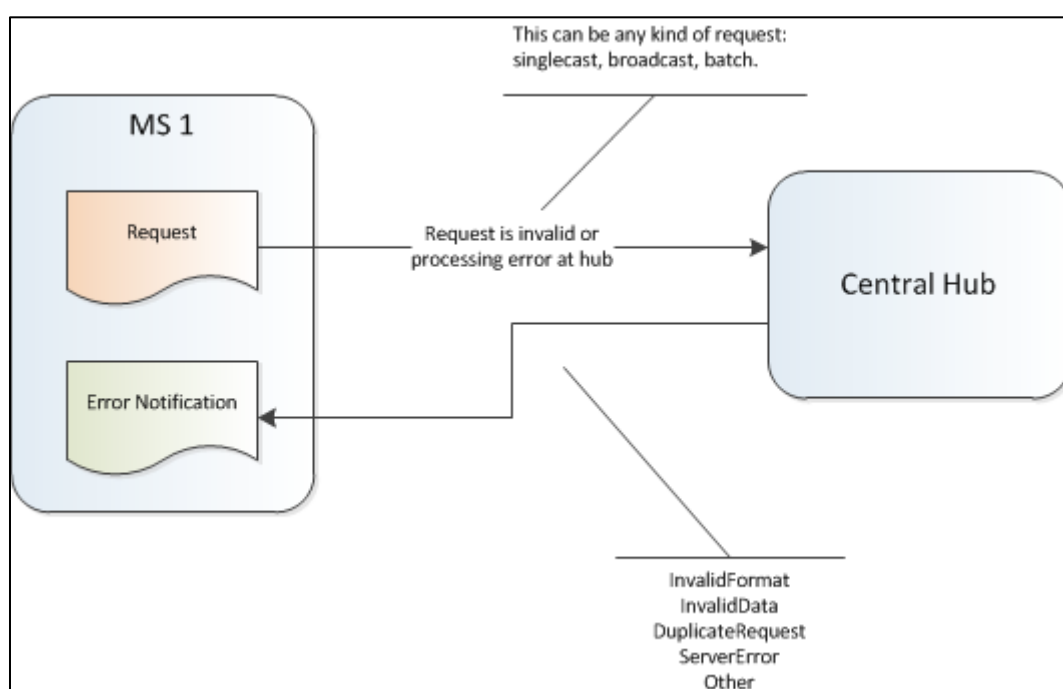 This can be any kind of request:
singlecast, broadcast, batch.
MS 1
Request
Request is invalid or
processing error at hub
Central Hub
Error Notification
InvalidFormat
InvalidData
DuplicateRequest
ServerError
Other